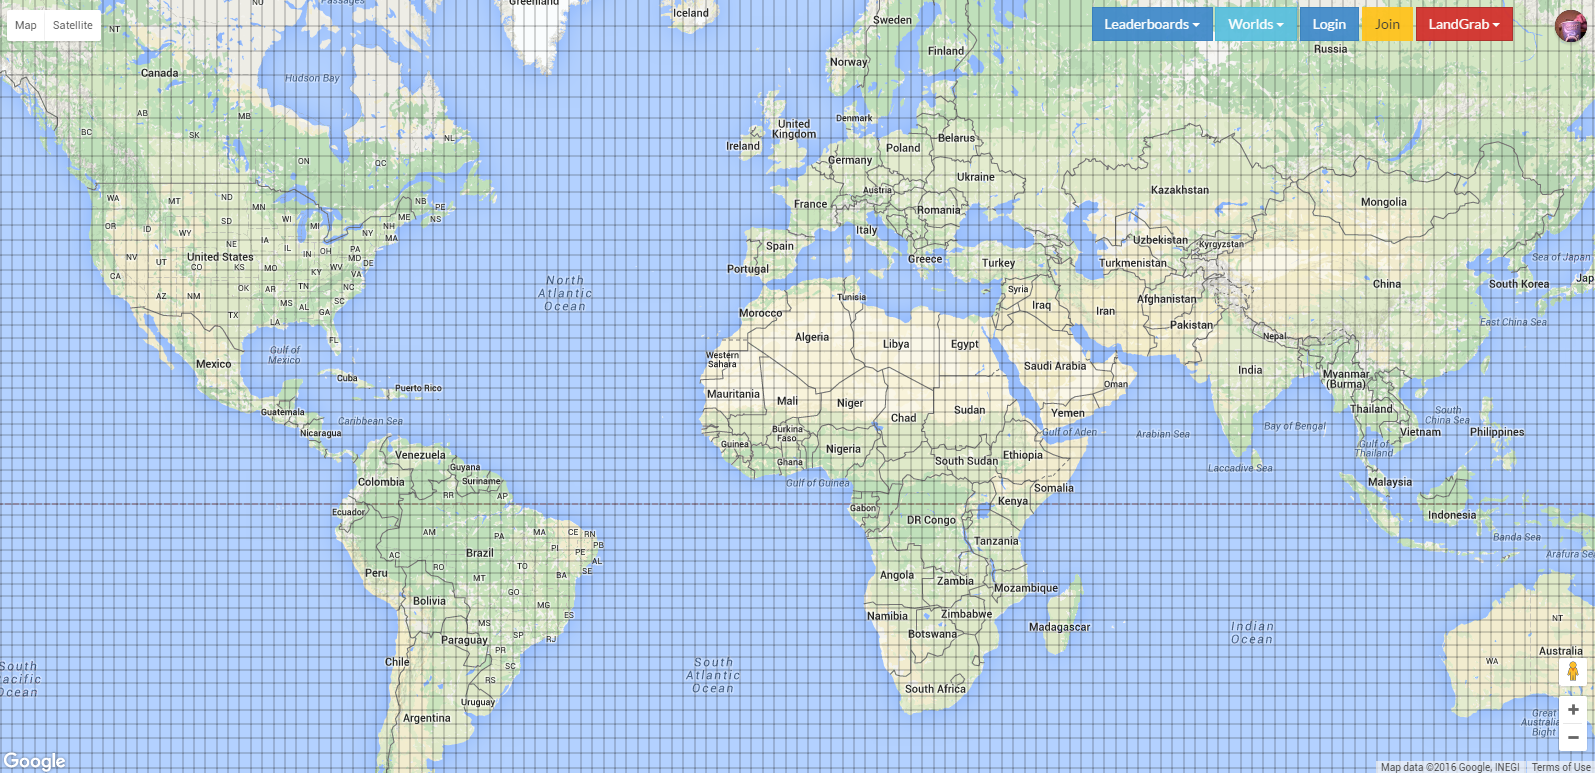 Map
Satellite
Leaderboards
Worlds
Login
Join
LandGrab
Greenland
Iceland
Sweden
Finland
Norway
Russia
NT
NU
Passages
Canada
Hudson Bay
AB
MB
BC
SK
NL
ON
QC
United
Kingdom
Ireland
Denmark
Belarus
Poland
Germany
Ukraine
Austria
France
Romania
Italy
Spain
Portugal
Greece
Turkey
Kazakhstan
Mongolia
Uzbekistan
Kyrgyzstan
Turkmenistan
China
South Korea
Sea of Japan
Jap
East China Sea
WA
MT
ND
MN
OR
ID
SD
WI
MI
WY
NE
IA
NB
PE
ME
NS
NY
NH
MA
United States
NV
UT
CO
KS
IL
IN
OH
PA
MD
DE
MO
KY
WV
VA
NJ
CA
AZ
NM
OK
AR
TN
NC
SC
MS
AL
GA
TX
LA
FL
North
Atlantic
Ocean
Mexico
Gulf of
Mexico
Cuba
Puerto Rico
Guatemala
Caribbean Sea
Nicaragua
Tunisia
Morocco
Algeria
Libya
Egypt
Western
Sahara
Mauritania
Mali
Niger
Chad
Sudan
Burkina
Faso
Guinea
Ghana
Nigeria
South Sudan
Ethiopia
Gulf of Guinea
Somalia
Kenya
Gabon
DR Congo
Tanzania
Angola
Zambia
Mozambique
Namibia
Zimbabwe
Botswana
Madagascar
South Africa
Syria
Iraq
Iran
Afghanistan
Pakistan
Nepal
Saudi Arabia
Oman
Yemen
Gulf of Aden
Arabian Sea
India
Bay of Bengal
Laccadive Sea
Myanmar
(Burma)
Thailand
Vietnam
Gulf of
Thailand
South
China Sea
Philippines
Malaysia
Indonesia
Banda Sea
Arafura Se
Venezuela
Guyana
Suriname
Colombia
RR
AP
Ecuador
AM
PA
MA
CE
RN
PB
PI
PE
AL
SE
AC
RO
TO
BA
Brazil
MT
GO
MG
ES
Peru
Bolivia
MS
SP
RJ
Paraguay
PR
SC
RS
Chile
Uruguay
Argentina
South
acific
Ocean
South
Atlantic
Ocean
Indian
Ocean
NT
WA
Australia
Great
Australia
Bight
Google
Map data ©2016 Google, INEGI
Terms of Use